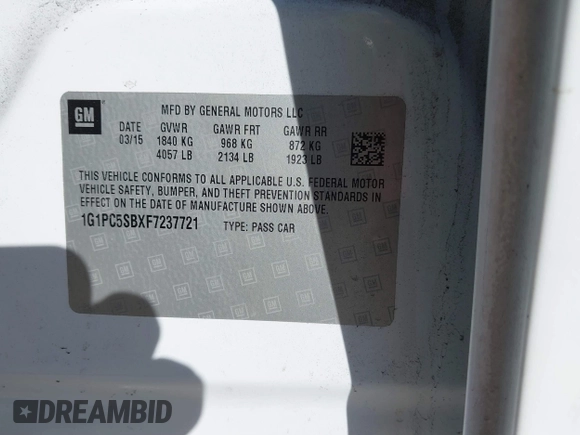 GM
MFD BY GENERAL MOTORS LLC
DATE GVWR GAWR FRT GAWR RR
03/15 1840 KG 968 KG 872 KG
4057 LB 2134 LB 1923 LB
THIS VEHICLE CONFORMS TO ALL APPLICABLE U.S. FEDERAL MOTOR
VEHICLE SAFETY, BUMPER, AND THEFT PREVENTION STANDARDS IN
EFFECT ON THE DATE OF MANUFACTURE SHOWN ABOVE.
1G1PC5SBXF7237721 TYPE: PASS CAR
DREAMBID